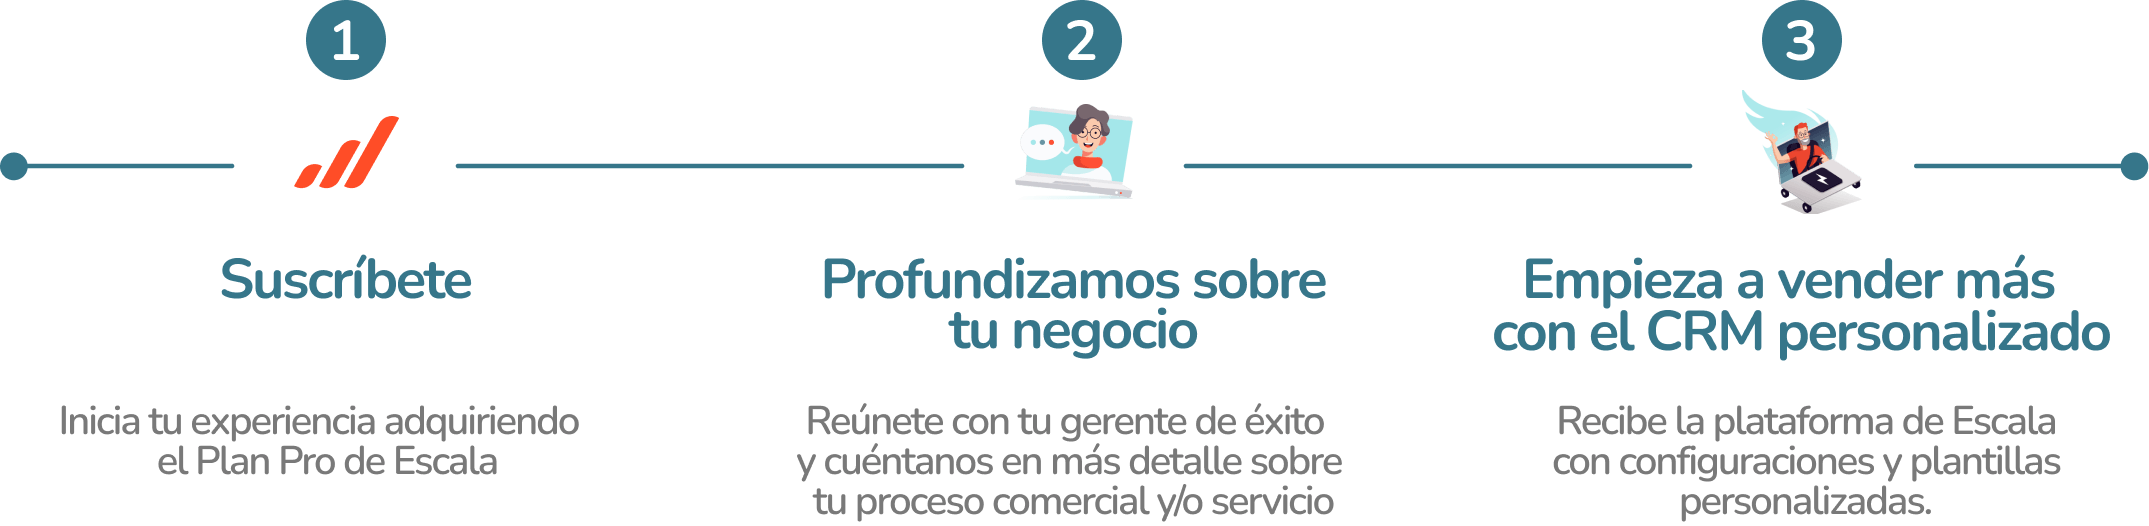 1
2
3
Suscríbete
Inicia tu experiencia adquiriendo
el Plan Pro de Escala
Profundizamos sobre
tu negocio
Reúnete con tu gerente de éxito
y cuéntanos en más detalle sobre
tu proceso comercial y/o servicio
Empieza a vender más
con el CRM personalizado
Recibe la plataforma de Escala
con configuraciones y plantillas
personalizadas.